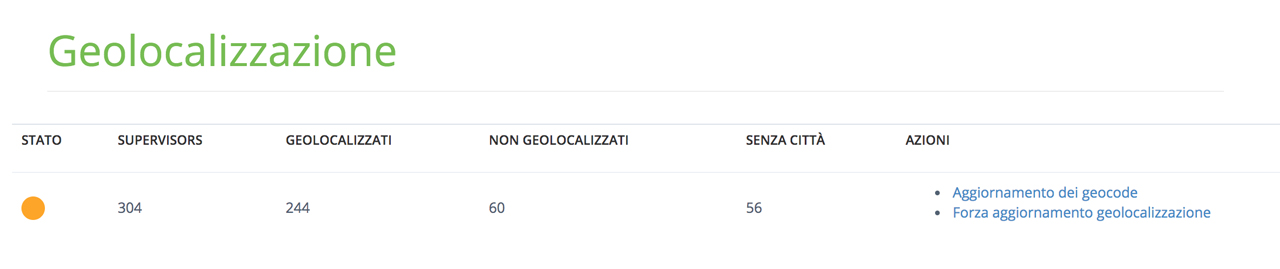 Geolocalizzazione
STATO SUPERVISORS GEOLOCALIZZATI NON GEOLOCALIZZATI SENZA CITTÀ AZIONI
304 244 60 56
• Aggiornamento dei geocode
• Forza aggiornamento geolocalizzazione